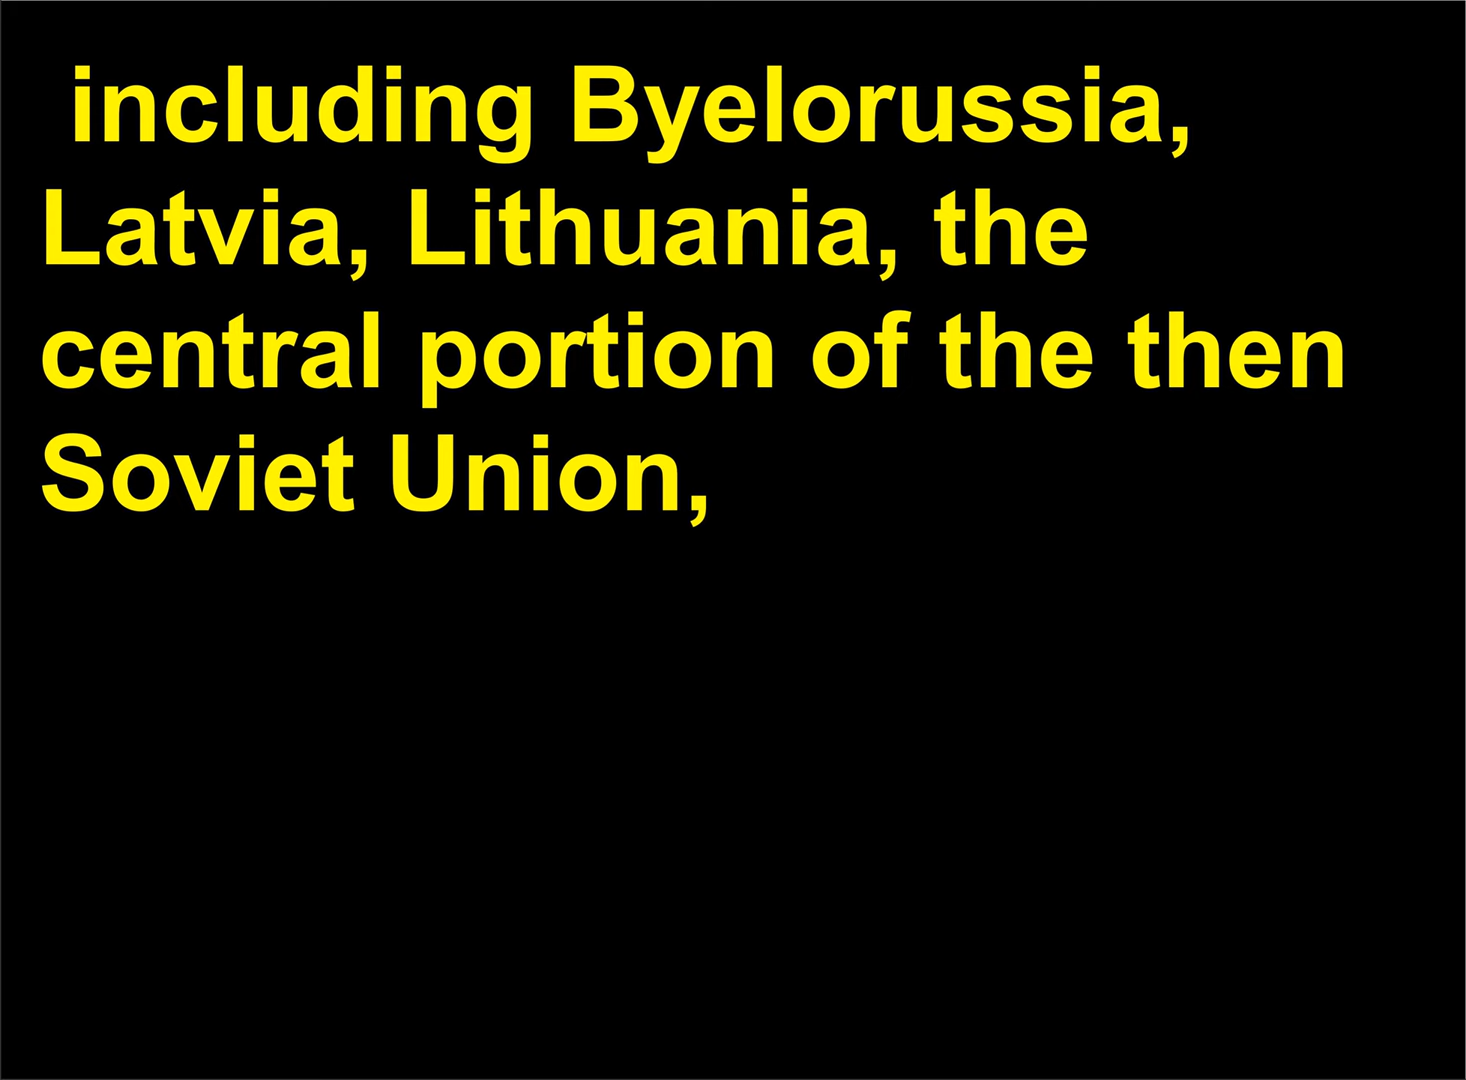 including Byelorussia,
Latvia, Lithuania, the
central portion of the then
Soviet Union,